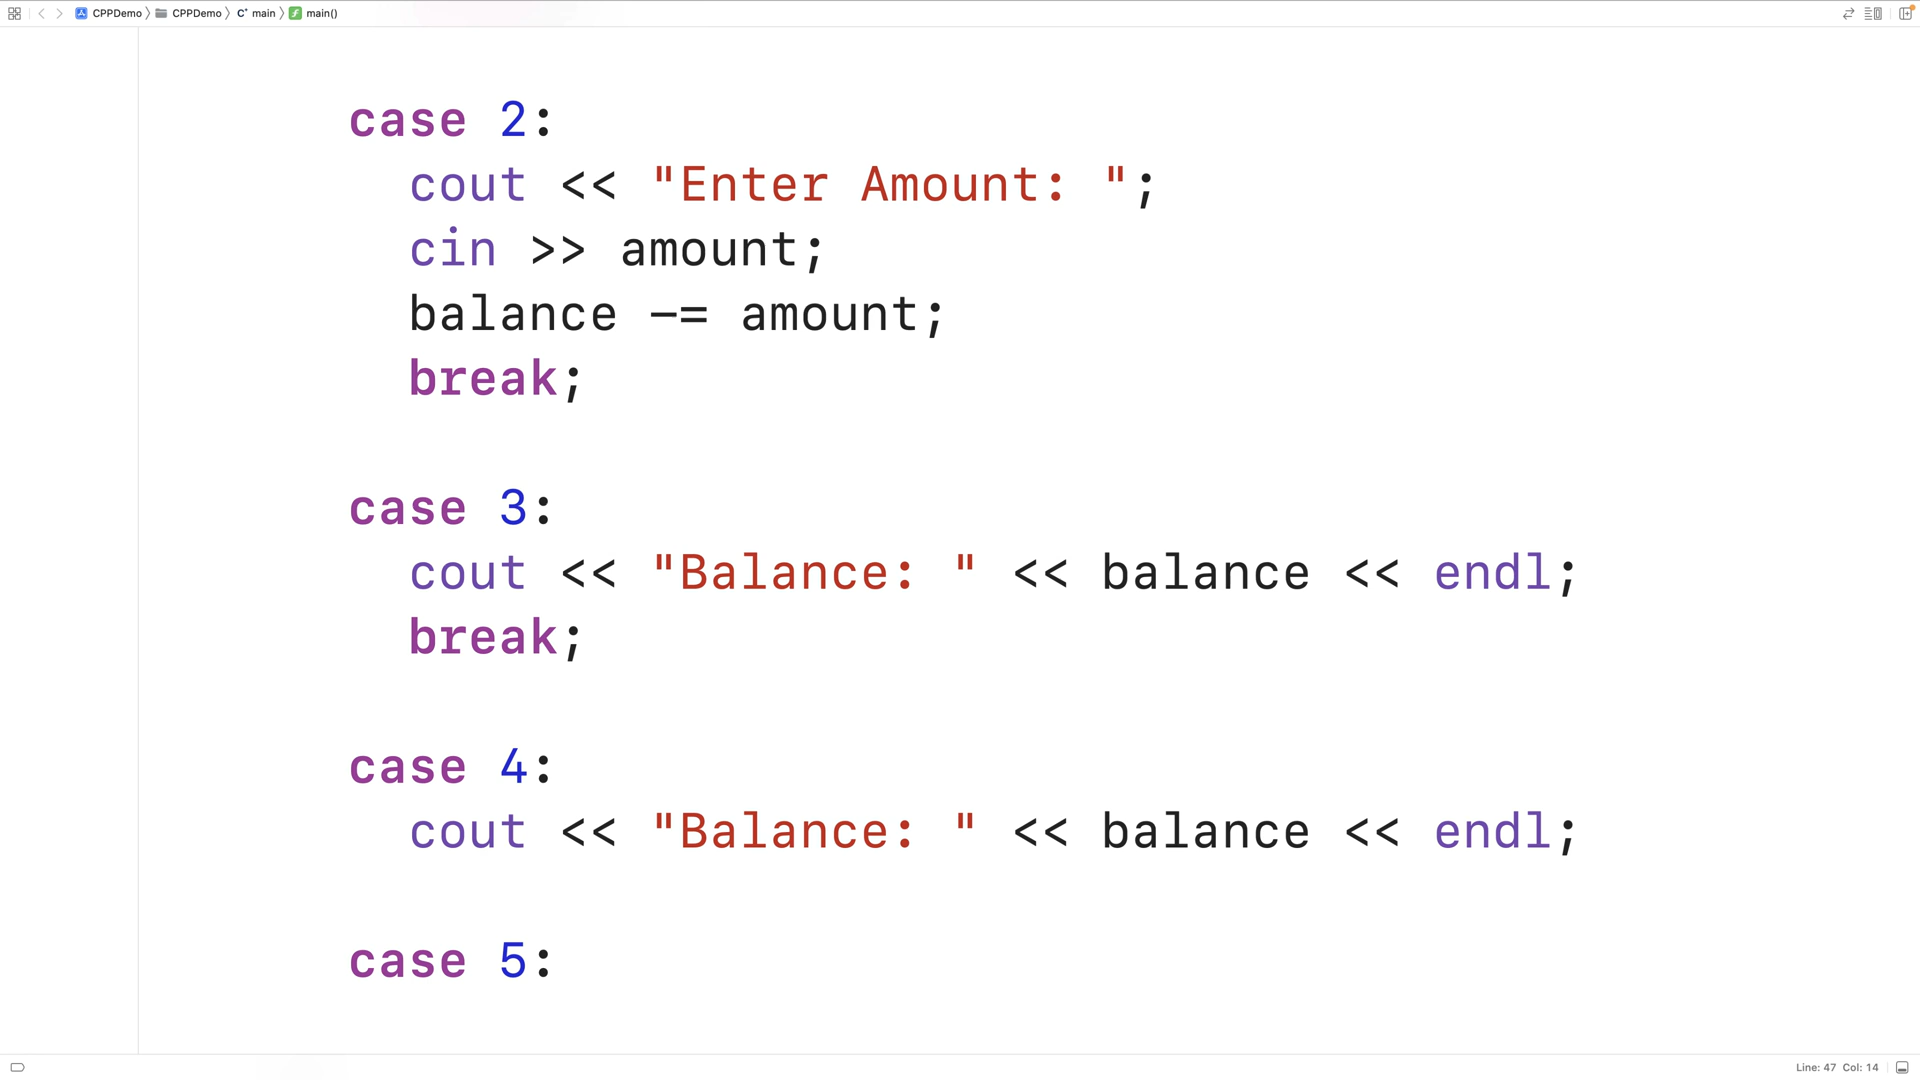 CPPDemo CPPDemo C+ main f main()
case 2:
cout << "Enter Amount: ";
cin >> amount;
balance -= amount;
break;
case 3:
cout << "Balance: " << balance << endl;
break;
case 4:
cout << "Balance: " << balance << endl;
case 5:
Line: 47 Col: 14